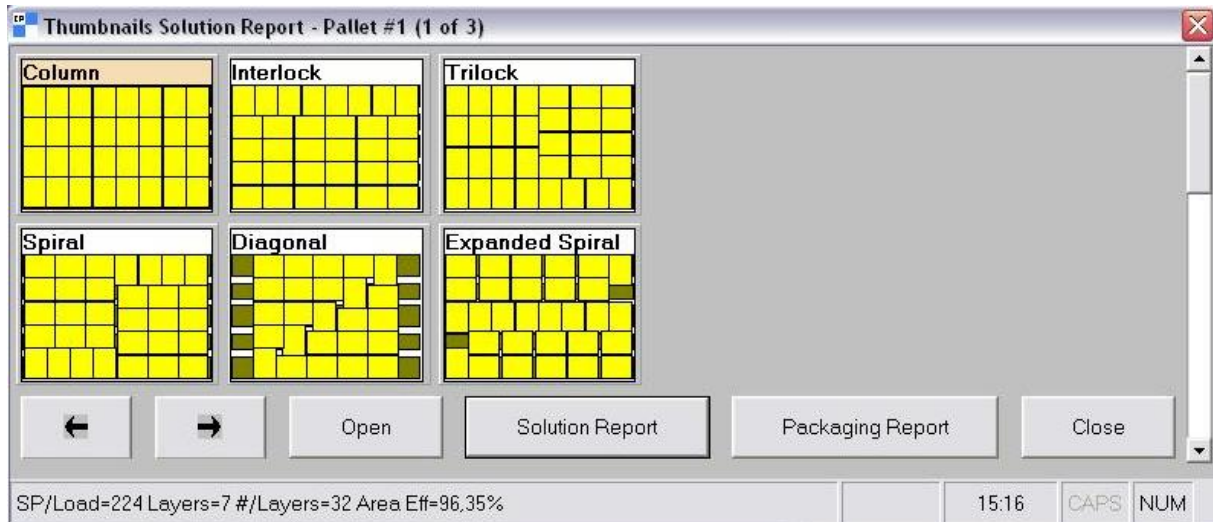 CP Thumbnails Solution Report - Pallet #1 (1 of 3)
Column Interlock Trilock
Spiral Diagonal Expanded Spiral
Open Solution Report Packaging Report Close
SP/Load=224 Layers=7 #/Layers=32 Area Eff=96,35% 15:16 CAPS NUM